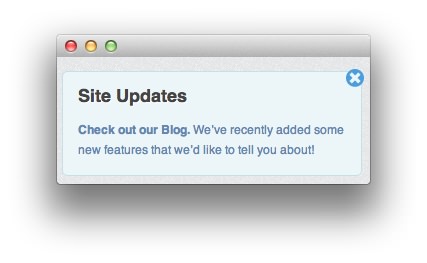 Site Updates
Check out our Blog. We've recently added some
new features that we'd like to tell you about!